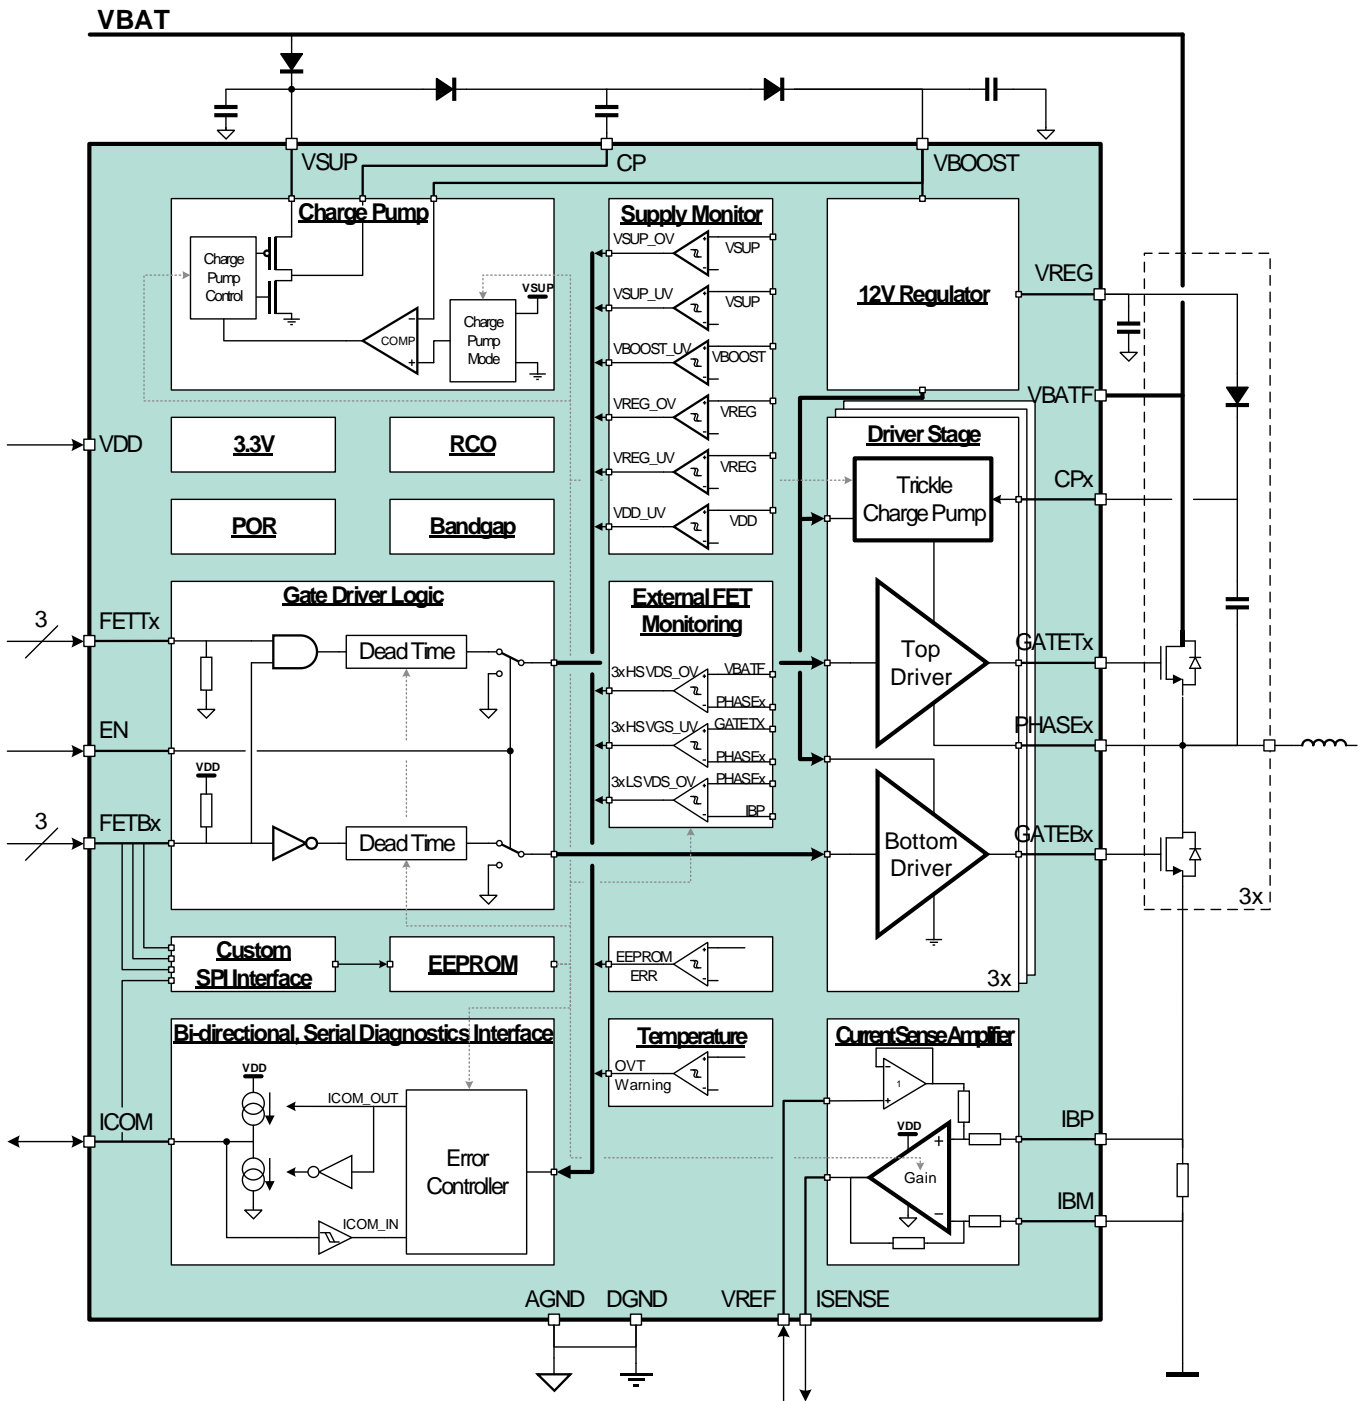 VBAT
VSUP
CP
VBOOST
Charge Pump
Charge
Pump
Control
COMP
VSUP
Charge
Pump
Mode
Supply Monitor
VSUP_OV
VSUP
VSUP_UV
VSUP
VBOOST_UV
VBOOST
VREG_OV
VREG
VREG_UV
VREG
VDD_UV
VDD
12V Regulator
VREG
VBATF
VDD
3.3V
RCO
POR
Bandgap
Driver Stage
Trickle
Charge Pump
CPx
Gate Driver Logic
3
FETTx
Dead Time
EN
VDD
3
FETBx
Dead Time
External FET
Monitoring
3xHSVDS_OV
VBATF
PHASEx
3xHSVGS_UV
GATETX
PHASEx
3xLSVDS_OV
PHASEx
IBP
Top
Driver
GATETx
PHASEx
Bottom
Driver
GATEBx
3x
3x
Custom
SPI Interface
EEPROM
EEPROM
ERR
Bi-directional, Serial Diagnostics Interface
VDD
ICOM_OUT
ICOM
Error
Controller
ICOM_IN
Temperature
OVT
Warning
Current Sense Amplifier
1
VDD
+
Gain
−
IBP
IBM
AGND
DGND
VREF
ISENSE